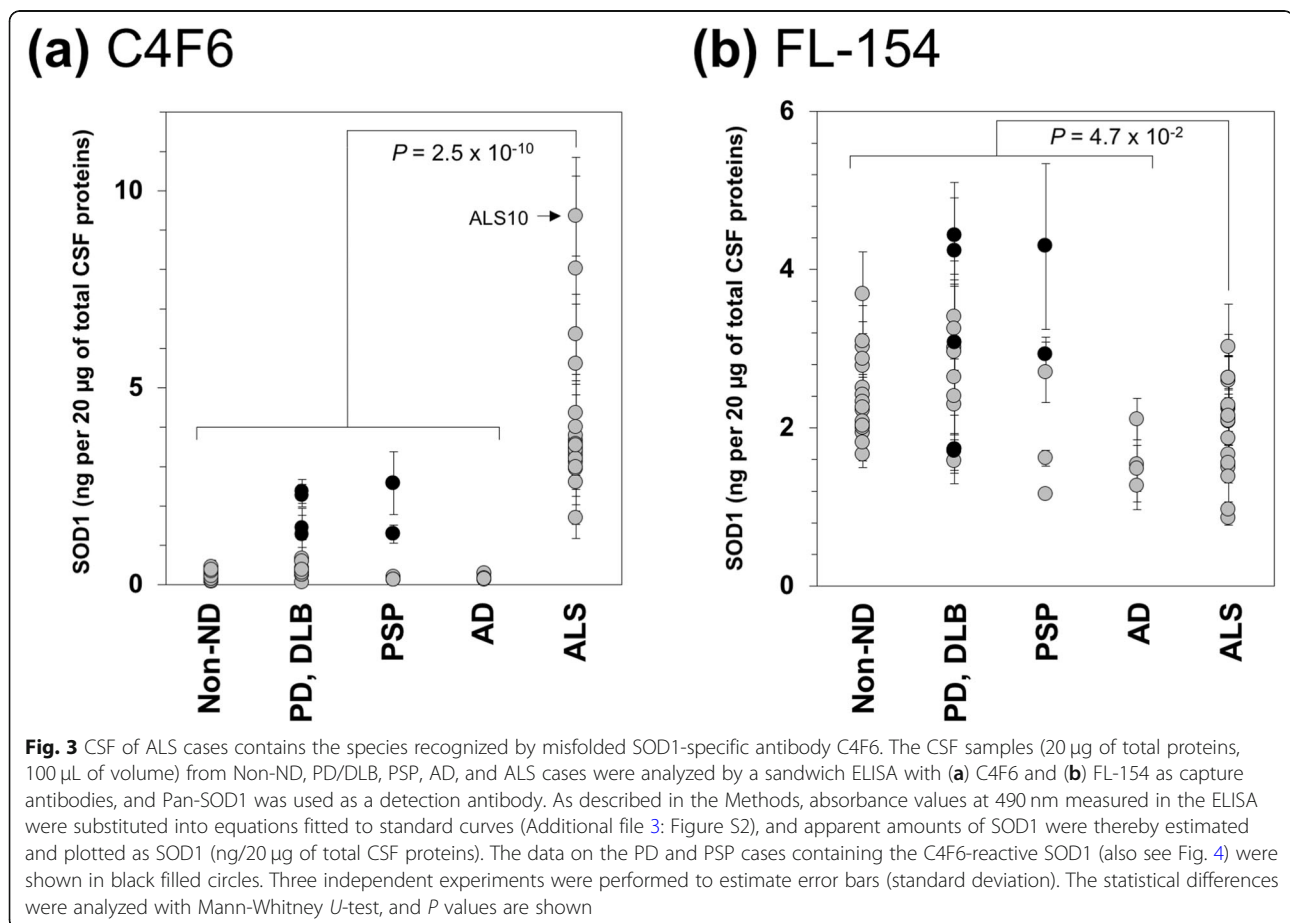 (a) C4F6
SOD1 (ng per 20 µg of total CSF proteins)
10
5
0
P = 2.5 x 10-10
ALS10
Non-ND
PD, DLB
PSP
AD
ALS
(b) FL-154
SOD1 (ng per 20 µg of total CSF proteins)
6
4
2
0
P = 4.7 x 10-2
Non-ND
PD, DLB
PSP
AD
ALS
Fig. 3 CSF of ALS cases contains the species recognized by misfolded SOD1-specific antibody C4F6. The CSF samples (20 µg of total proteins,
100 µL of volume) from Non-ND, PD/DLB, PSP, AD, and ALS cases were analyzed by a sandwich ELISA with (a) C4F6 and (b) FL-154 as capture
antibodies, and Pan-SOD1 was used as a detection antibody. As described in the Methods, absorbance values at 490 nm measured in the ELISA
were substituted into equations fitted to standard curves (Additional file 3: Figure S2), and apparent amounts of SOD1 were thereby estimated
and plotted as SOD1 (ng/20 µg of total CSF proteins). The data on the PD and PSP cases containing the C4F6-reactive SOD1 (also see Fig. 4) were
shown in black filled circles. Three independent experiments were performed to estimate error bars (standard deviation). The statistical differences
were analyzed with Mann-Whitney U-test, and P values are shown